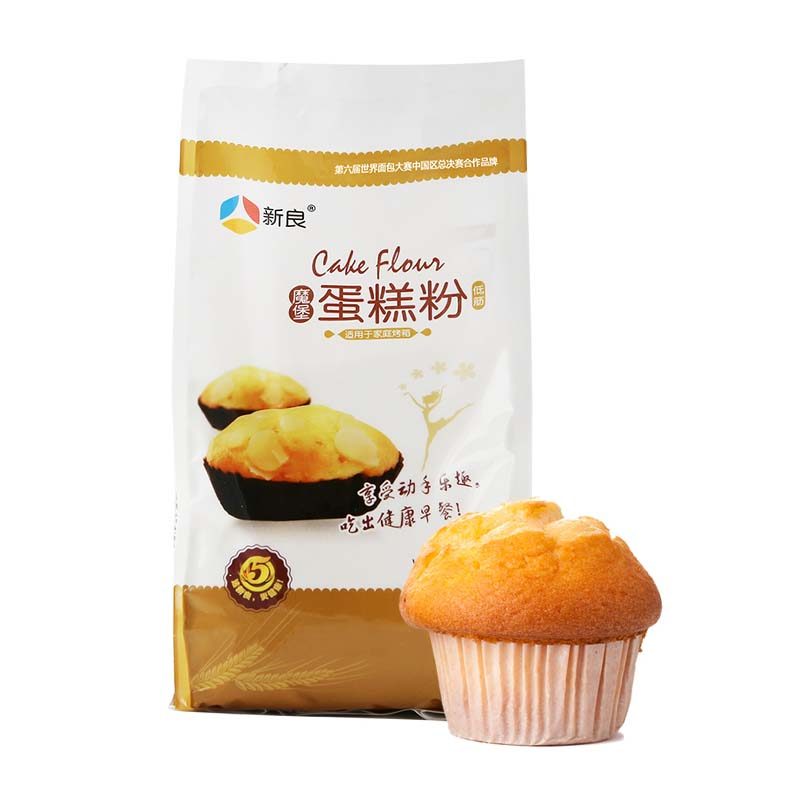 第六届世界面包大赛中国区总决赛合作品牌
新良®
Cake Flour
魔堡
蛋糕粉
低筋
适用于家庭烤箱
享受动手乐趣。
吃出健康早餐!
5